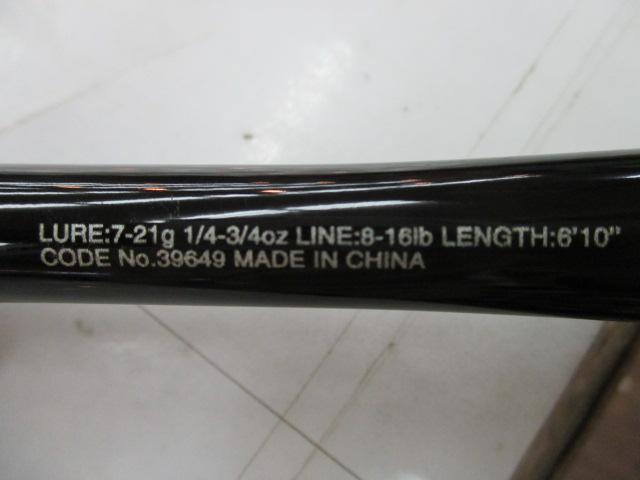 LURE:7-21g 1/4-3/4oz LINE:8-16lb LENGTH:6'10"
CODE No.39649 MADE IN CHINA